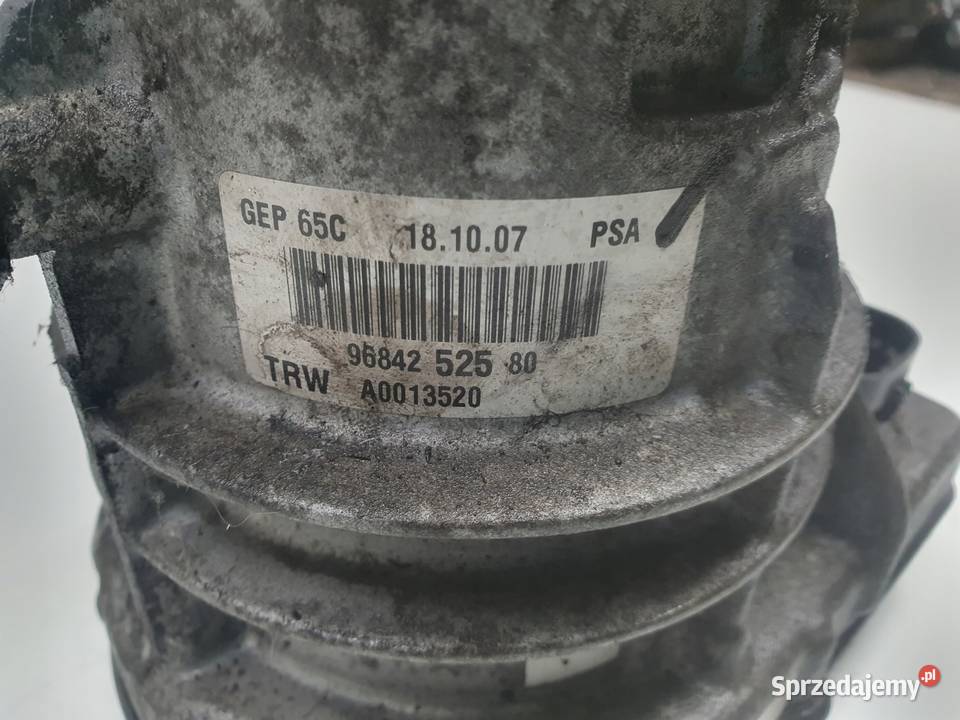 GEP 65C 18.10.07 PSA
96842 525 80
TRW A0013520
Sprzedajemy.pl